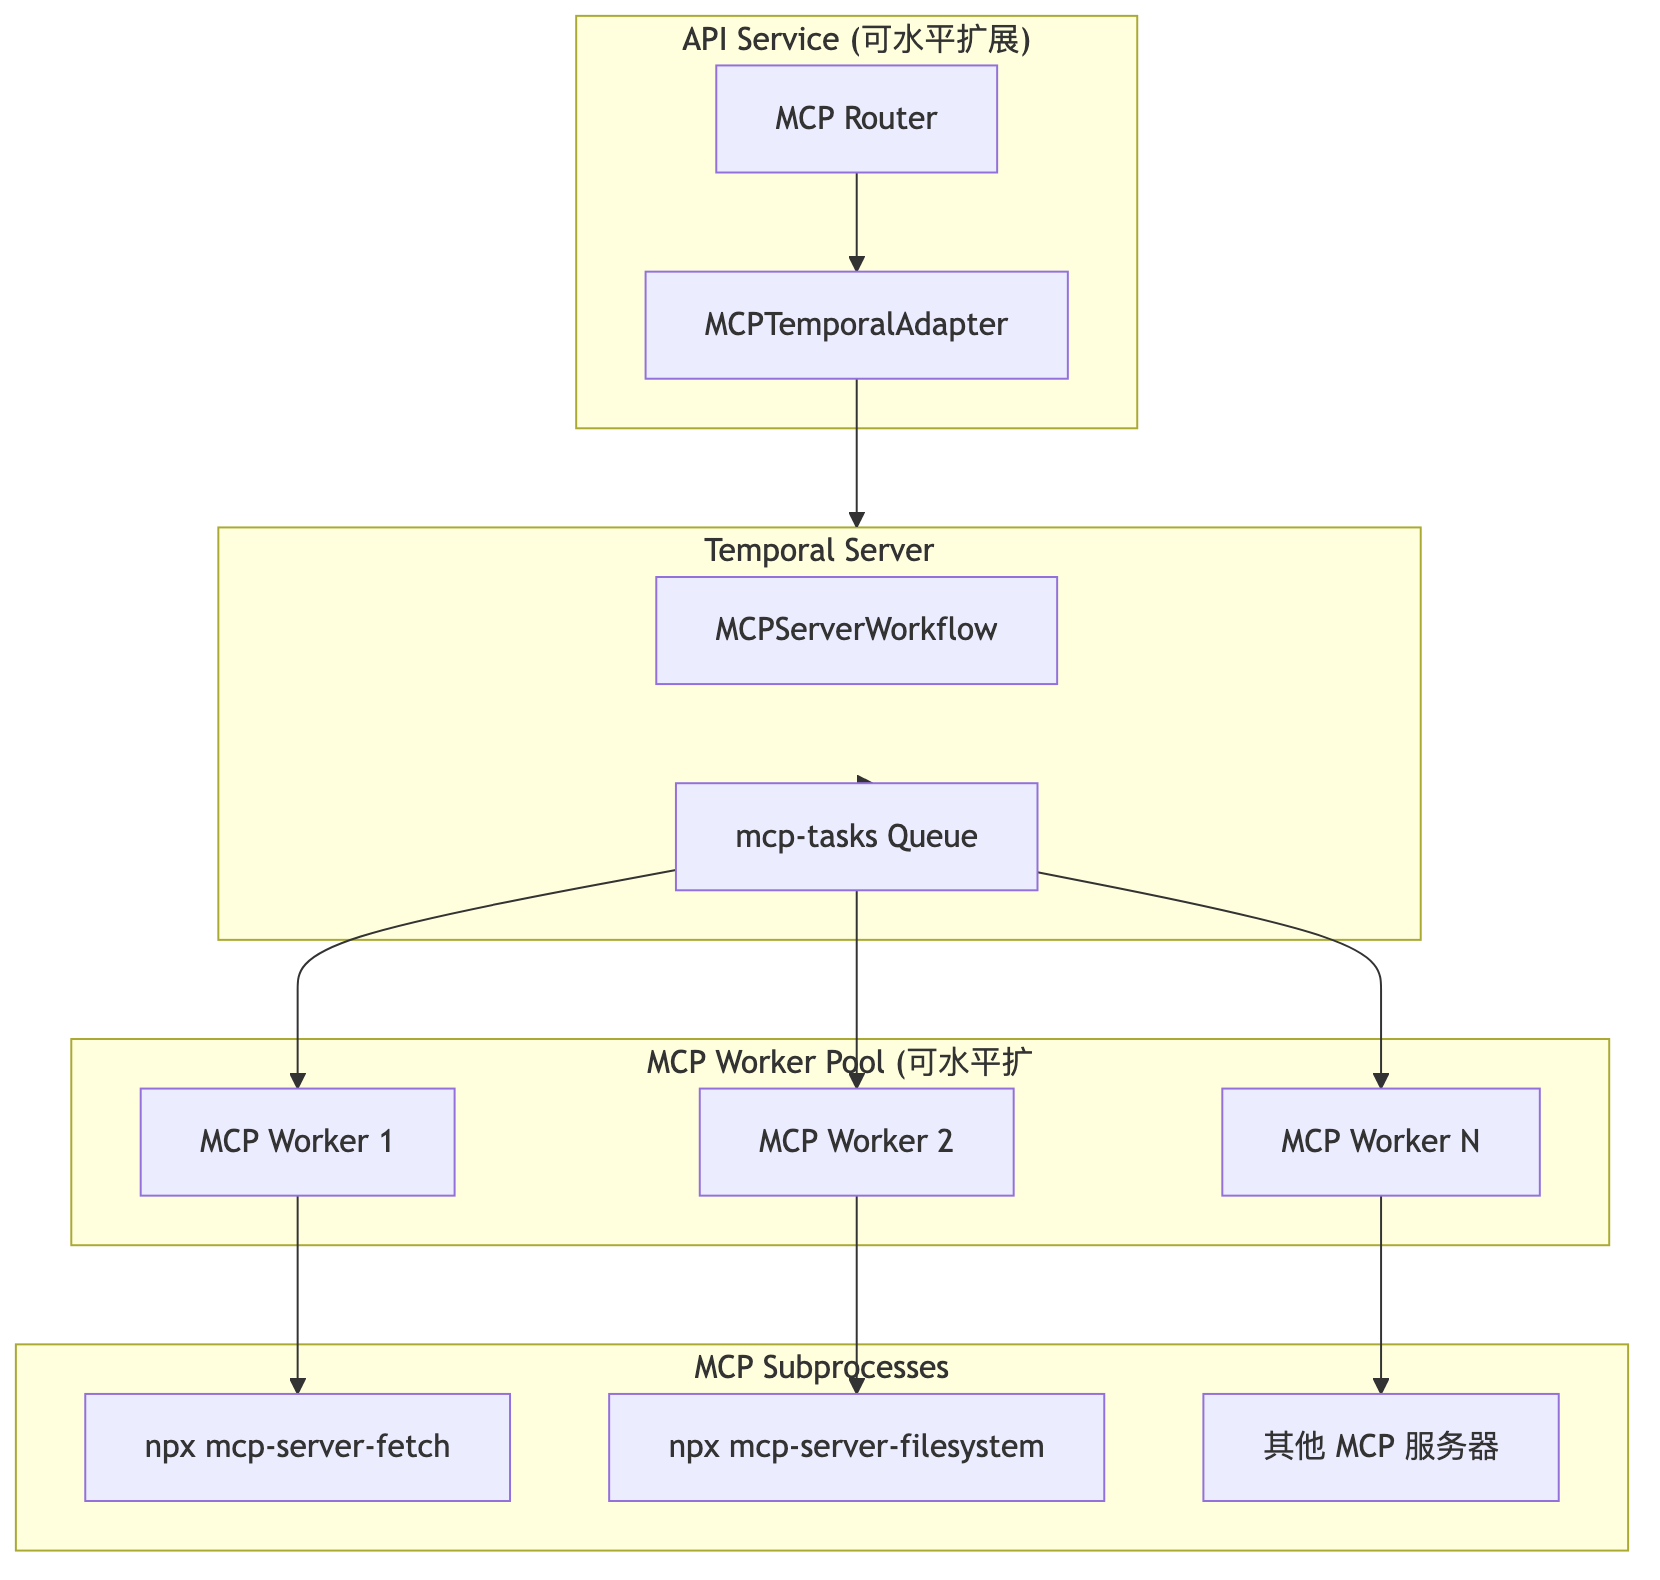 API Service (可水平扩展)
MCP Router
MCPTemporalAdapter
Temporal Server
MCPServerWorkflow
mcp-tasks Queue
MCP Worker Pool (可水平扩
MCP Worker 1
MCP Worker 2
MCP Worker N
MCP Subprocesses
npx mcp-server-fetch
npx mcp-server-filesystem
其他 MCP 服务器